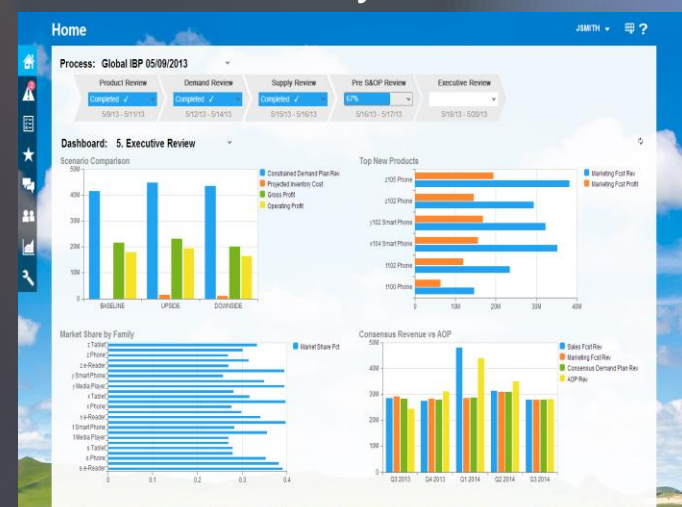 Home
JSMITH
?
Process: Global IBP 05/09/2013
Product Review
Demand Review
Supply Review
Pre S&OP Review
Executive Review
Completed ✓
Completed ✓
Completed ✓
67%
5/9/13 - 5/11/13
5/12/13 - 5/14/13
5/15/13 - 5/16/13
5/16/13 - 5/17/13
5/18/13 - 5/20/13
Dashboard: 5. Executive Review
Scenario Comparison
50M
40M
30M
20M
10M
0
BASELINE
UPSIDE
DOWNSIDE
Constrained Demand Plan Rev
Projected Inventory Cost
Gross Profit
Operating Profit
Top New Products
z105 Phone
z102 Phone
y102 Smart Phone
x104 Smart Phone
t102 Phone
t100 Phone
0
10M
20M
30M
40M
Marketing Fcst Rev
Marketing Fcst Profit
Market Share by Family
z Tablet
z Phone
z e-Reader
y Smart Phone
y Media Player
x Tablet
x Phone
x e-Reader
t Smart Phone
t Media Player
s Tablet
s Phone
s e-Reader
0
0.1
0.2
0.3
0.4
Market Share Pct
Consensus Revenue vs AOP
50M
40M
30M
20M
10M
0
Q3 2013
Q4 2013
Q1 2014
Q2 2014
Q3 2014
Sales Fcst Rev
Marketing Fcst Rev
Consensus Demand Plan Rev
AOP Rev